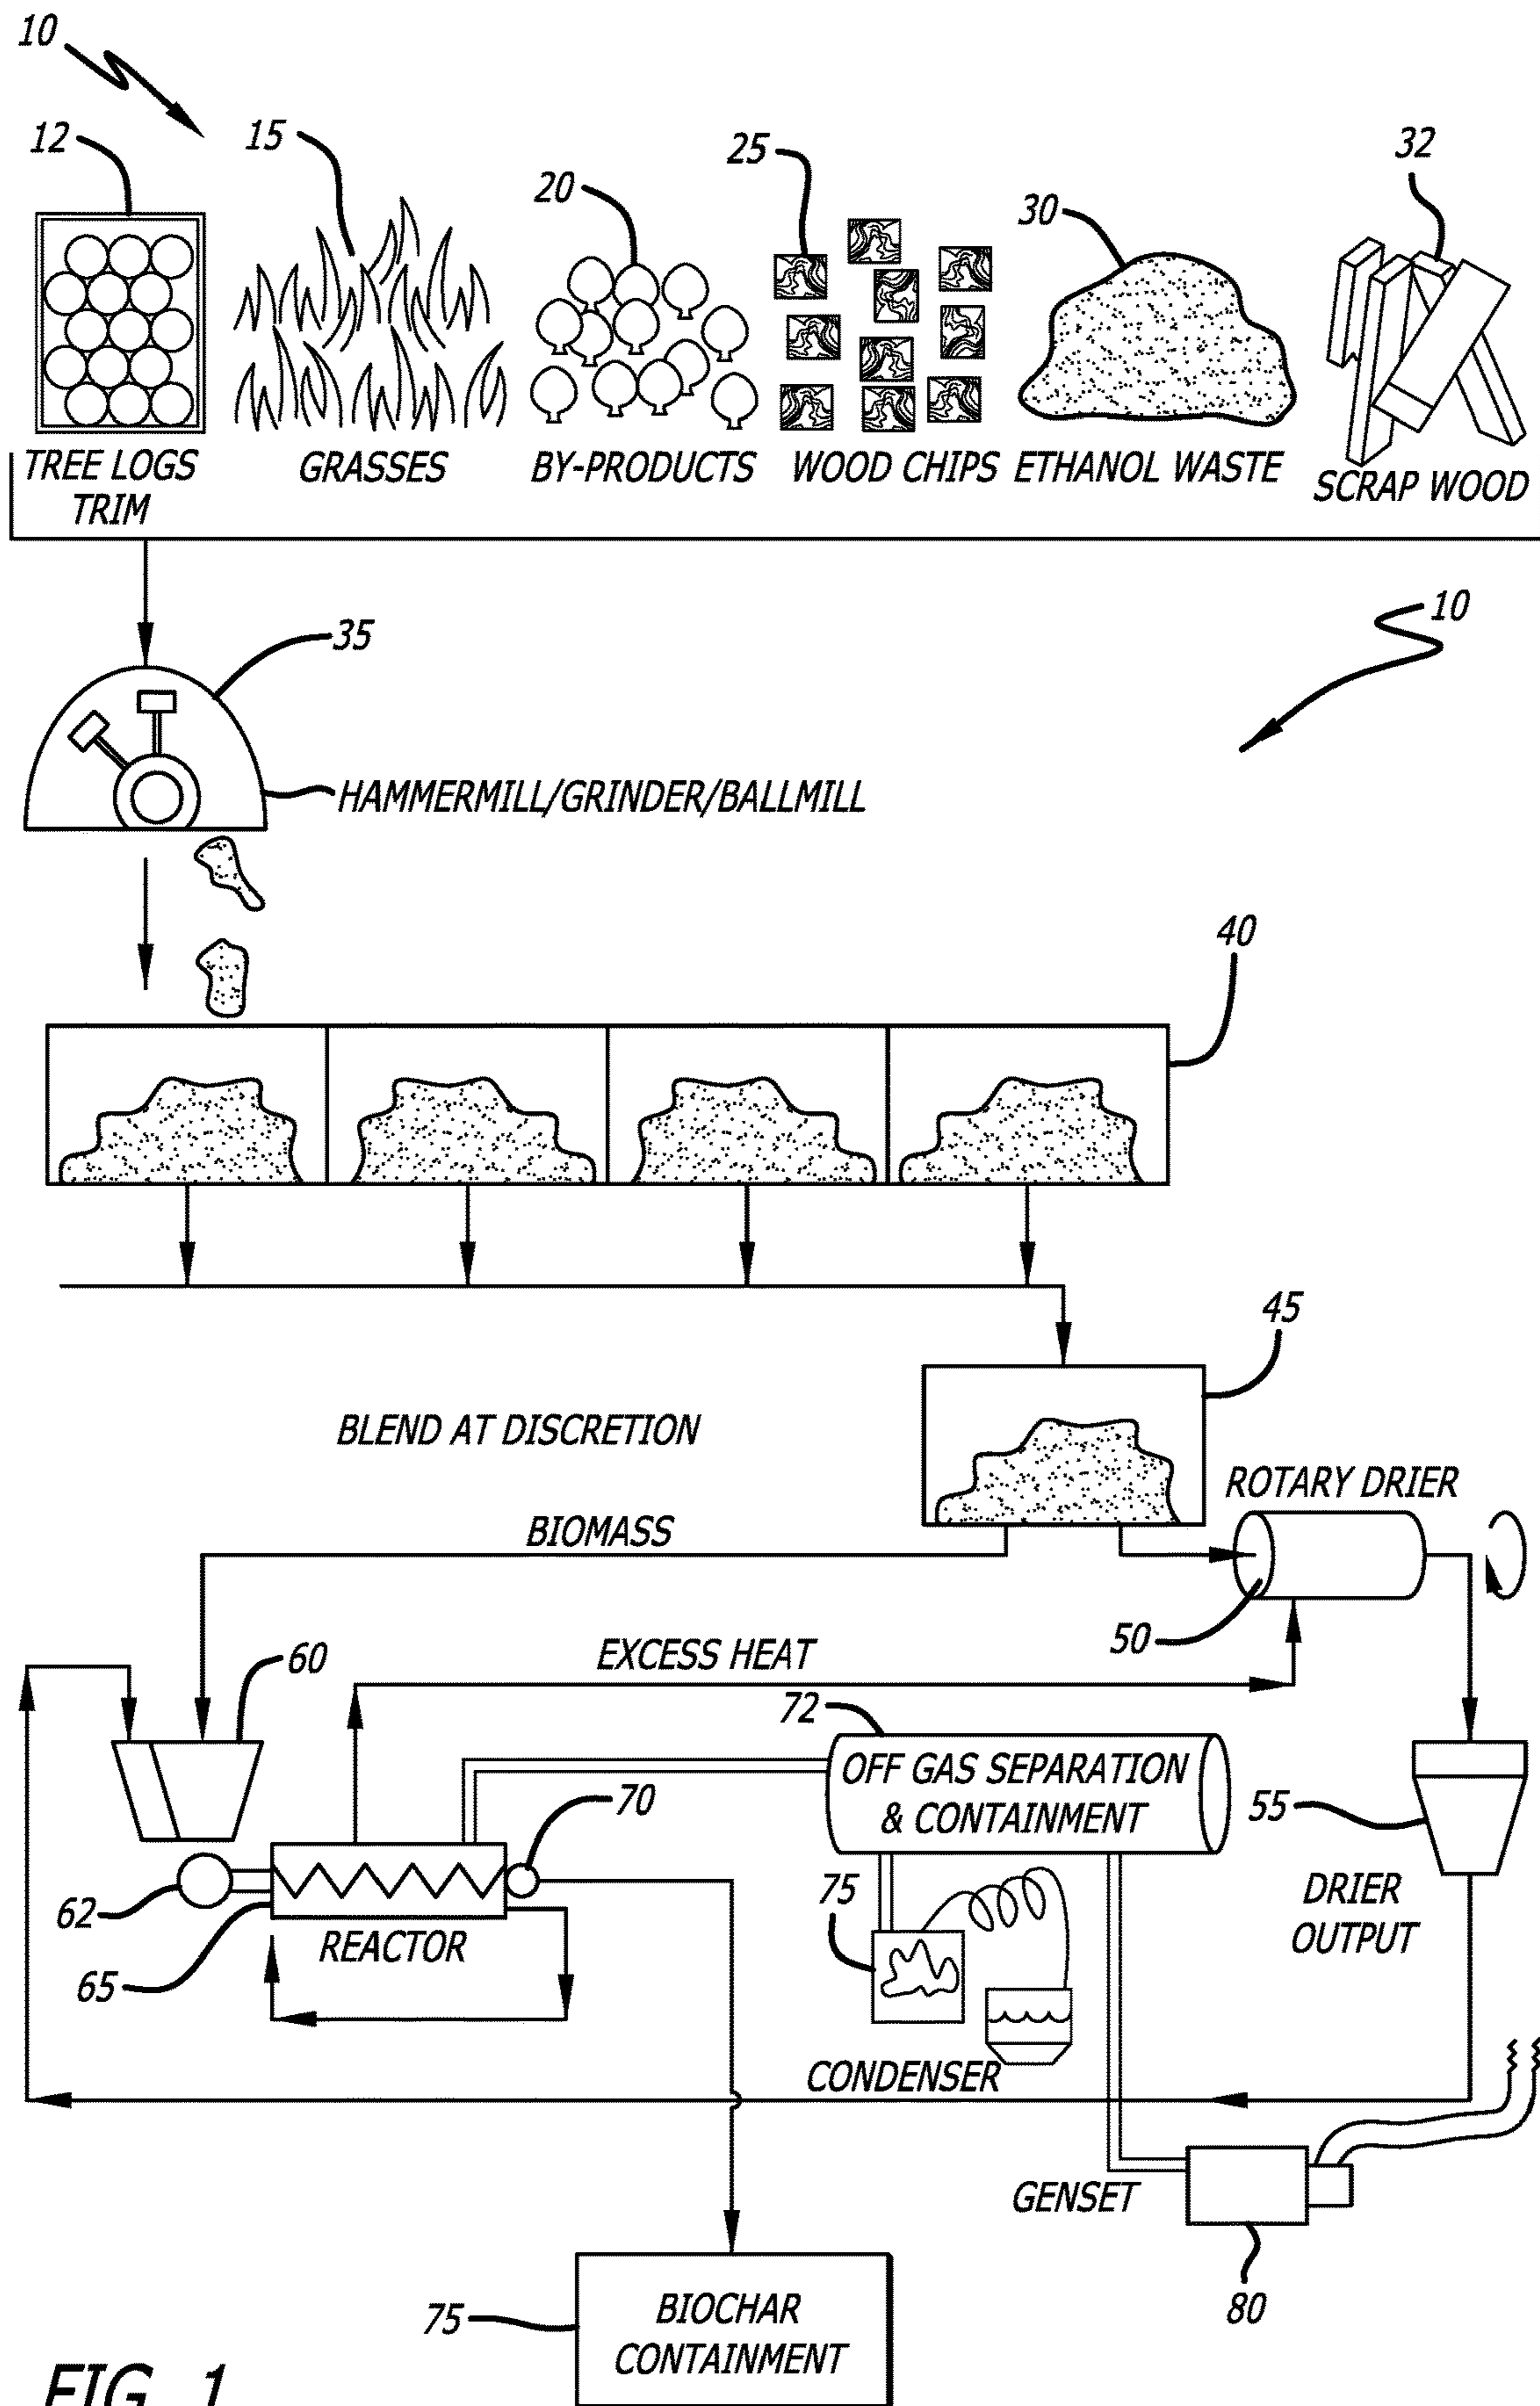 10
12
15
20
25
30
32
TREE LOGS
TRIM
GRASSES
BY-PRODUCTS
WOOD CHIPS
ETHANOL WASTE
SCRAP WOOD
10
35
HAMMERMILL/GRINDER/BALLMILL
40
45
BLEND AT DISCRETION
ROTARY DRIER
BIOMASS
50
EXCESS HEAT
60
72
OFF GAS SEPARATION
& CONTAINMENT
70
55
75
62
DRIER
OUTPUT
REACTOR
65
CONDENSER
GENSET
80
75
BIOCHAR
CONTAINMENT
FIG. 1